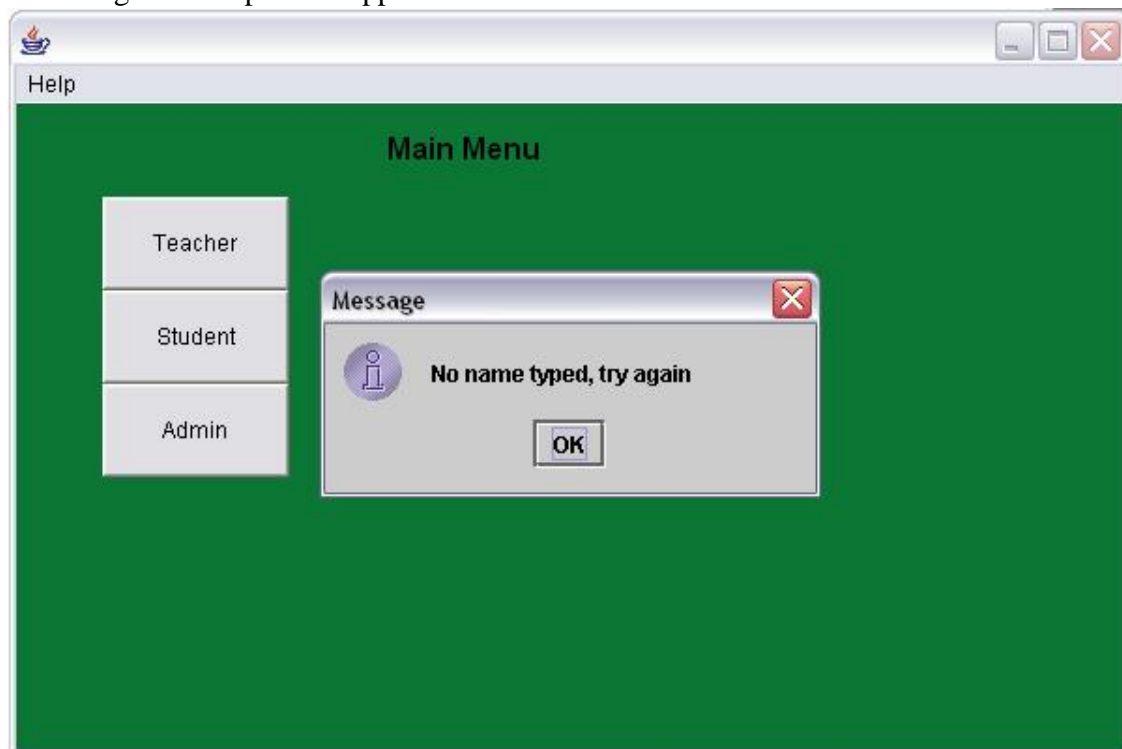 Help
Main Menu
Teacher
Message
Student
No name typed, try again
Admin
OK